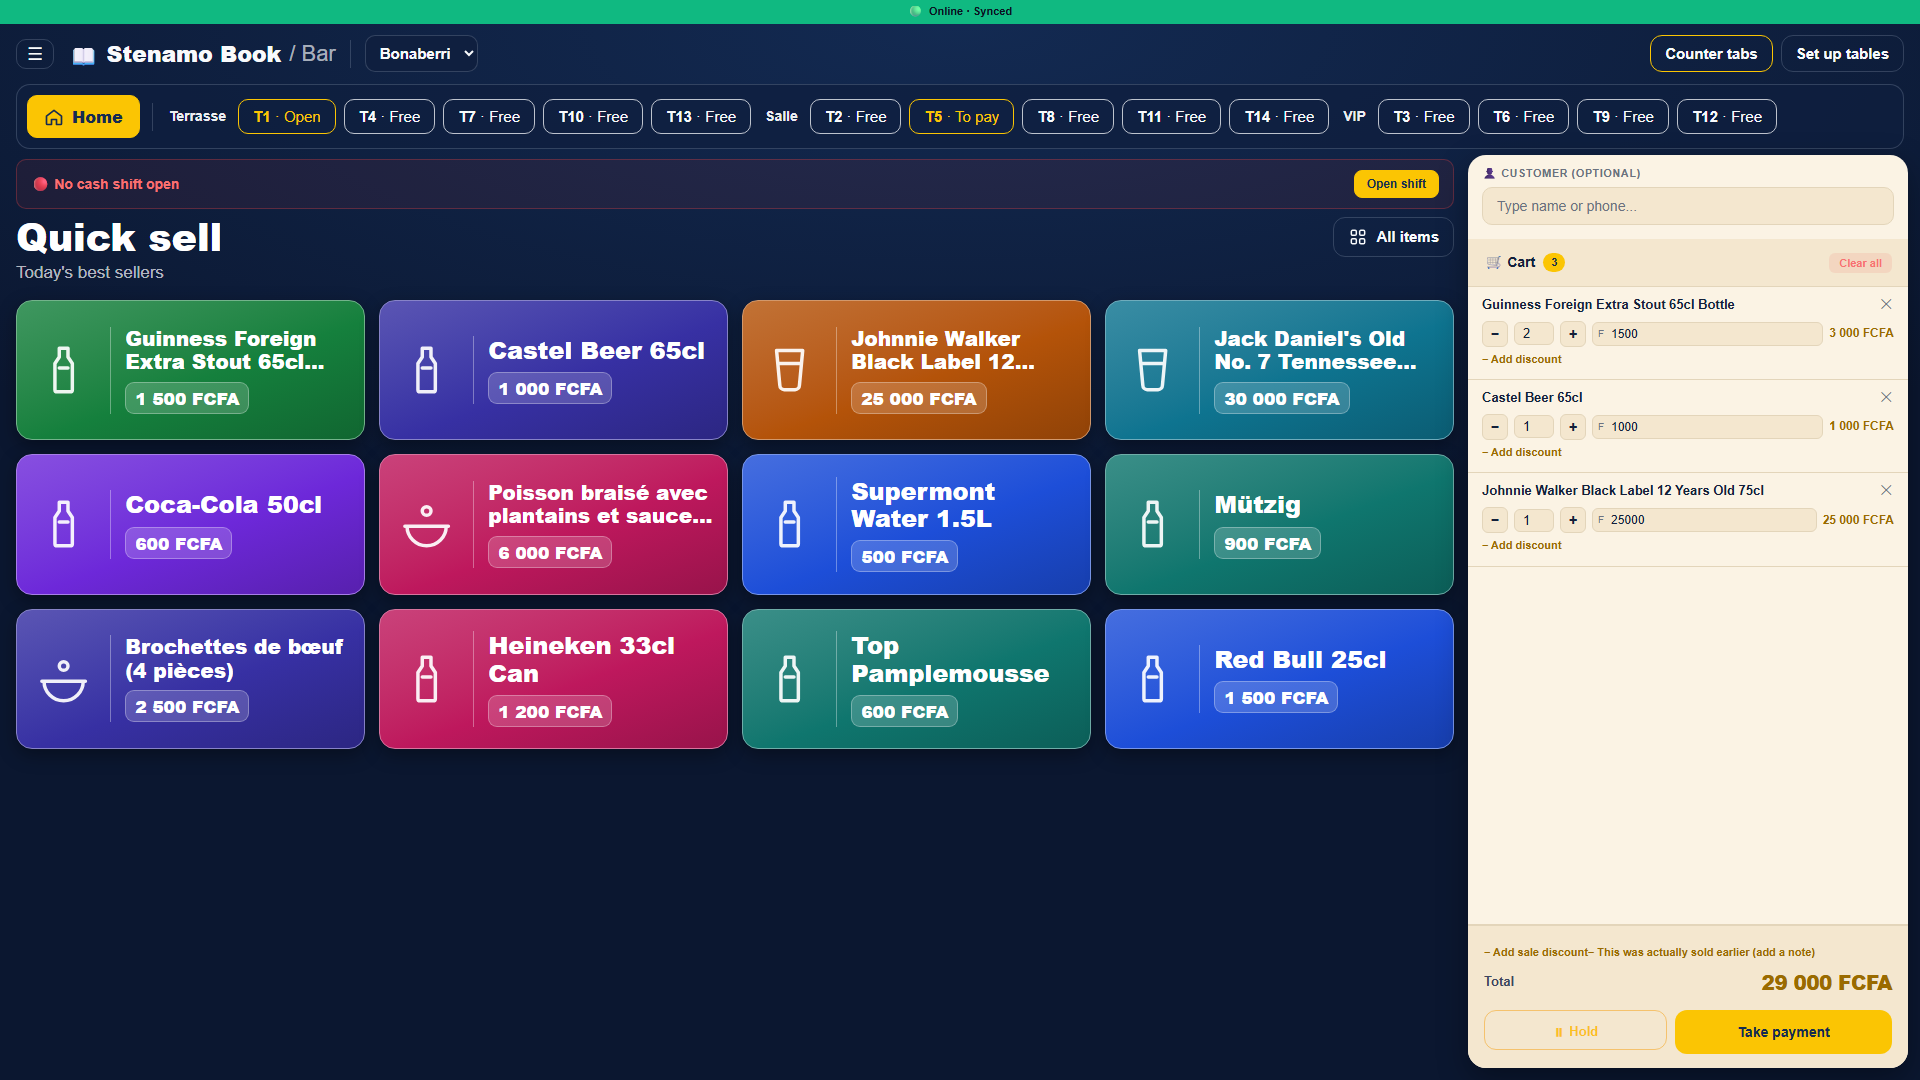 Online · Synced
Stenamo Book / Bar
Bonaberri
Counter tabs
Set up tables
Home
Terrasse
T1 · Open
T4 · Free
T7 · Free
T10 · Free
T13 · Free
Salle
T2 · Free
T5 · To pay
T8 · Free
T11 · Free
T14 · Free
VIP
T3 · Free
T6 · Free
T9 · Free
T12 · Free
No cash shift open
Open shift
Quick sell
Today's best sellers
All items
Guinness Foreign
Extra Stout 65cl...
1 500 FCFA
Castel Beer 65cl
1 000 FCFA
Johnnie Walker
Black Label 12...
25 000 FCFA
Jack Daniel's Old
No. 7 Tennessee...
30 000 FCFA
Coca-Cola 50cl
600 FCFA
Poisson braisé avec
plantains et sauce...
6 000 FCFA
Supermont
Water 1.5L
500 FCFA
Mützig
900 FCFA
Brochettes de bœuf
(4 pièces)
2 500 FCFA
Heineken 33cl
Can
1 200 FCFA
Top
Pamplemousse
600 FCFA
Red Bull 25cl
1 500 FCFA
CUSTOMER (OPTIONAL)
Type name or phone...
Cart 3
Clear all
Guinness Foreign Extra Stout 65cl Bottle
− 2 + F 1500 3 000 FCFA
− Add discount
Castel Beer 65cl
− 1 + F 1000 1 000 FCFA
− Add discount
Johnnie Walker Black Label 12 Years Old 75cl
− 1 + F 25000 25 000 FCFA
− Add discount
− Add sale discount− This was actually sold earlier (add a note)
Total 29 000 FCFA
Hold
Take payment